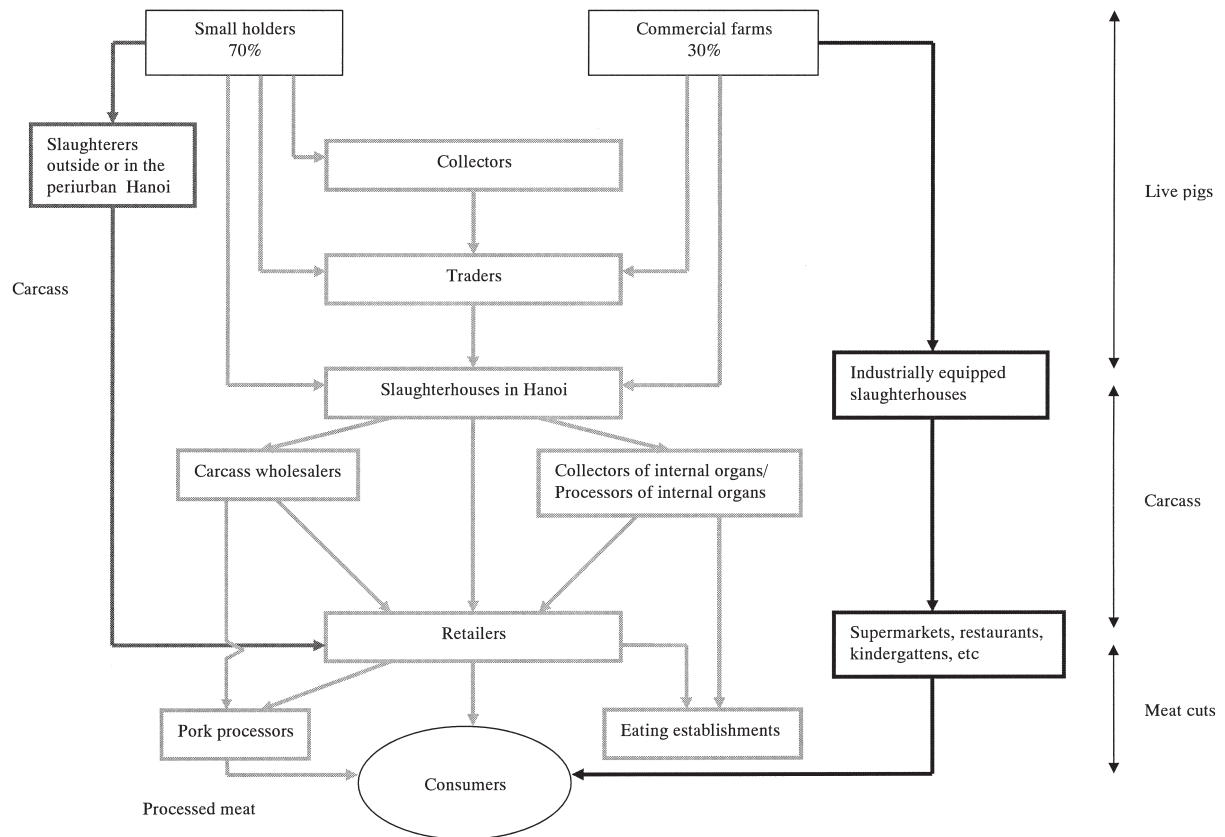 Small holders
70%
Commercial farms
30%
Slaughterers
outside or in the
periurban Hanoi
Collectors
Live pigs
Traders
Carcass
Slaughterhouses in Hanoi
Industrially equipped
slaughterhouses
Carcass wholesalers
Collectors of internal organs/
Processors of internal organs
Carcass
Retailers
Supermarkets, restaurants,
kindergattens, etc
Pork processors
Eating establishments
Meat cuts
Consumers
Processed meat